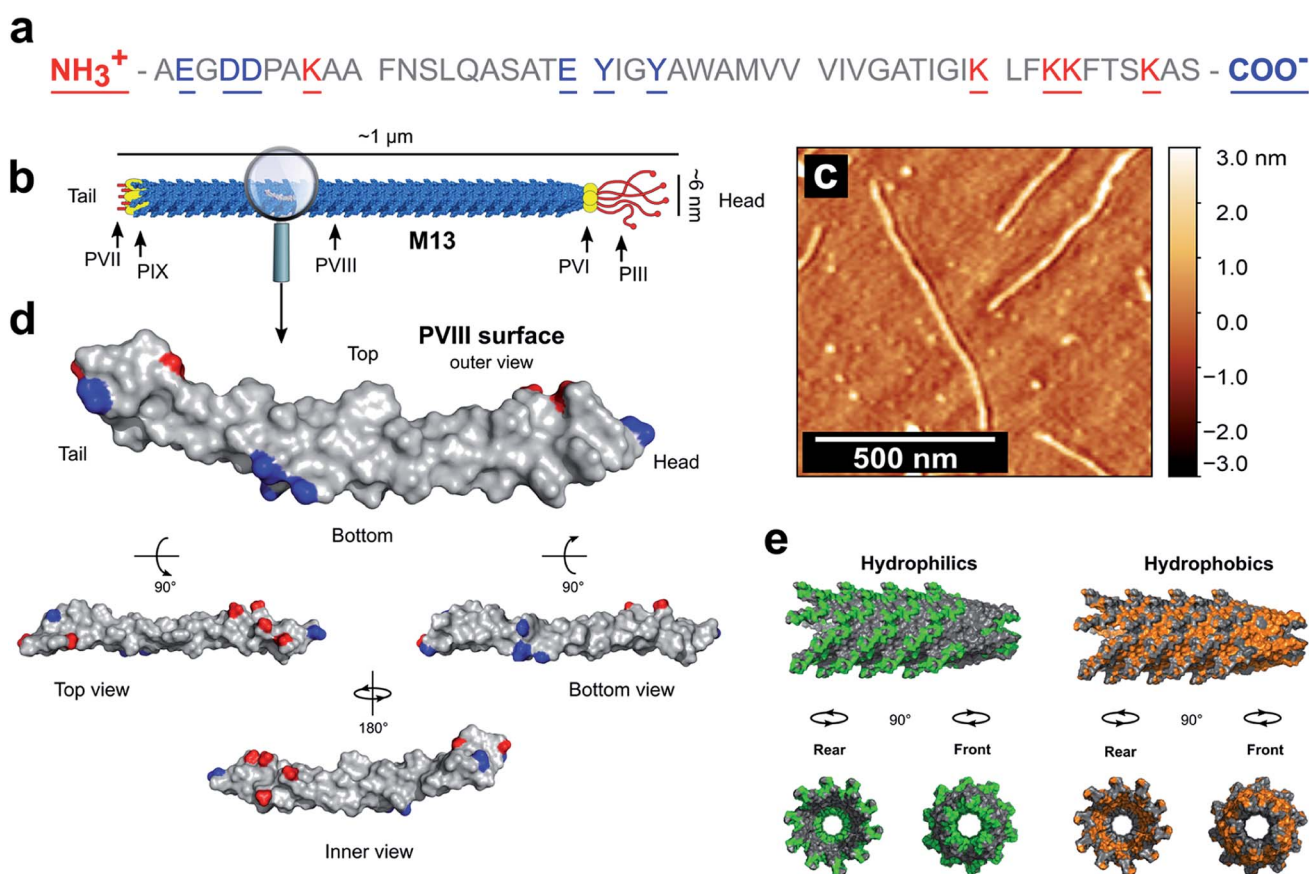 a
NH3+ - AEGDDPAKAA FNSLQASATE YIGYAWAMVV VIVGATIGIK LFKKFTSKAS - COO-
~1 µm
b
Tail
~6 nm
Head
M13
PVII
PIX
PVIII
PVI
PIII
c
500 nm
3.0 nm
2.0
1.0
0.0
−1.0
−2.0
−3.0
d
PVIII surface
outer view
Top
Tail
Head
Bottom
90°
90°
Top view
Bottom view
180°
Inner view
e
Hydrophilics
Hydrophobics
90°
90°
Rear
Front
Rear
Front